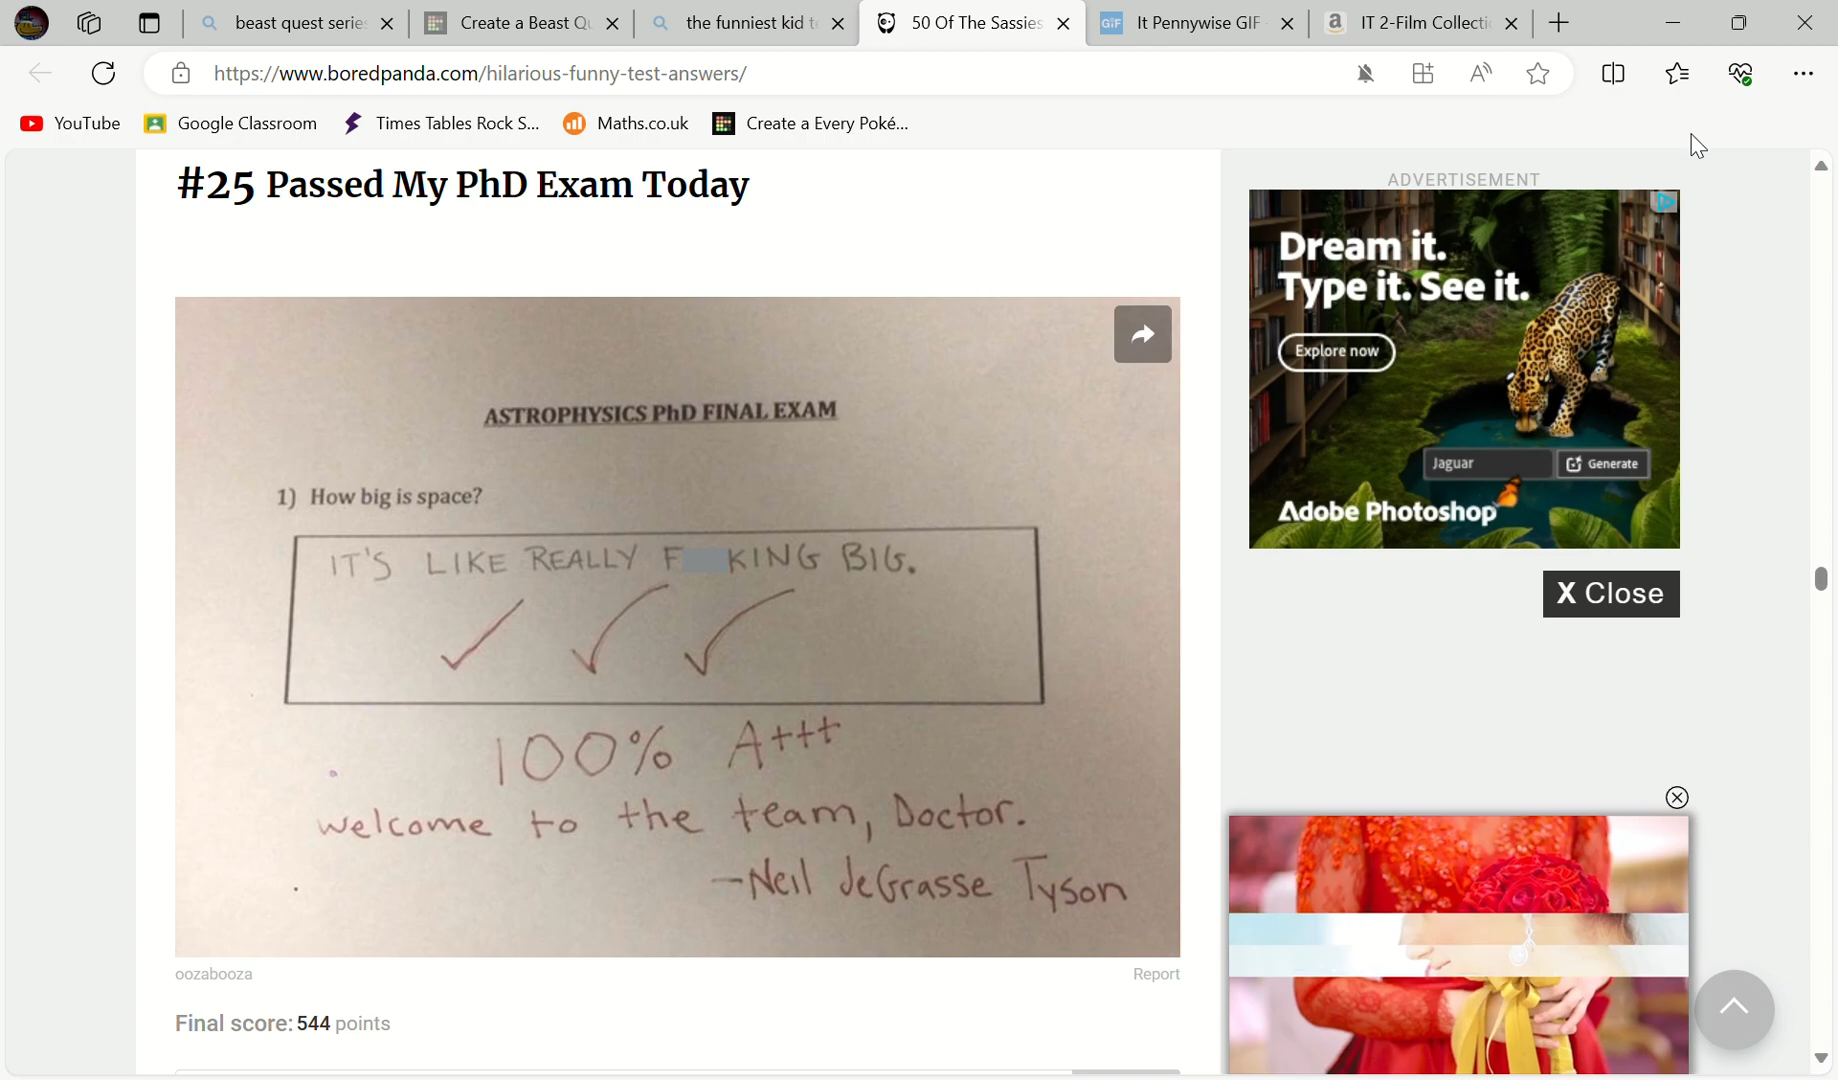 beast quest serie
Create a Beast Qu
the funniest kid te
50 Of The Sassies
GIF
It Pennywise GIF
a
IT 2-Film Collecti
https://www.boredpanda.com/hilarious-funny-test-answers/
YouTube
Google Classroom
Times Tables Rock S...
Maths.co.uk
Create a Every Poké...
#25 Passed My PhD Exam Today
ASTROPHYSICS PhD FINAL EXAM
1) How big is space?
IT'S LIKE REALLY F KING BIG.
100% A+++
welcome to the team, Doctor.
-Neil deGrasse Tyson
oozabooza
Report
Final score: 544 points
ADVERTISEMENT
Dream it.
Type it. See it.
Explore now
Jaguar
Generate
Adobe Photoshop
X Close